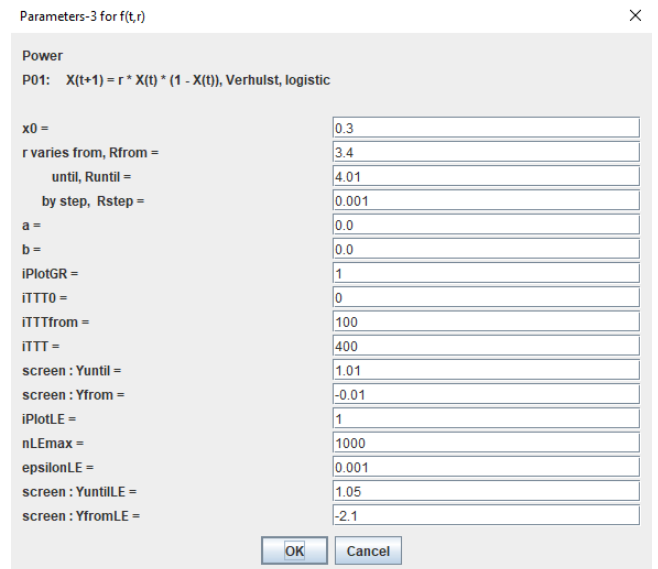 Parameters-3 for f(t,r)
Power
P01: X(t+1) = r * X(t) * (1 - X(t)), Verhulst, logistic
x0 = 0.3
r varies from, Rfrom = 3.4
until, Runtil = 4.01
by step, Rstep = 0.001
a = 0.0
b = 0.0
iPlotGR = 1
iTTT0 = 0
iTTTfrom = 100
iTTT = 400
screen : Yuntil = 1.01
screen : Yfrom = -0.01
iPlotLE = 1
nLEmax = 1000
epsilonLE = 0.001
screen : YuntilLE = 1.05
screen : YfromLE = -2.1
OK Cancel